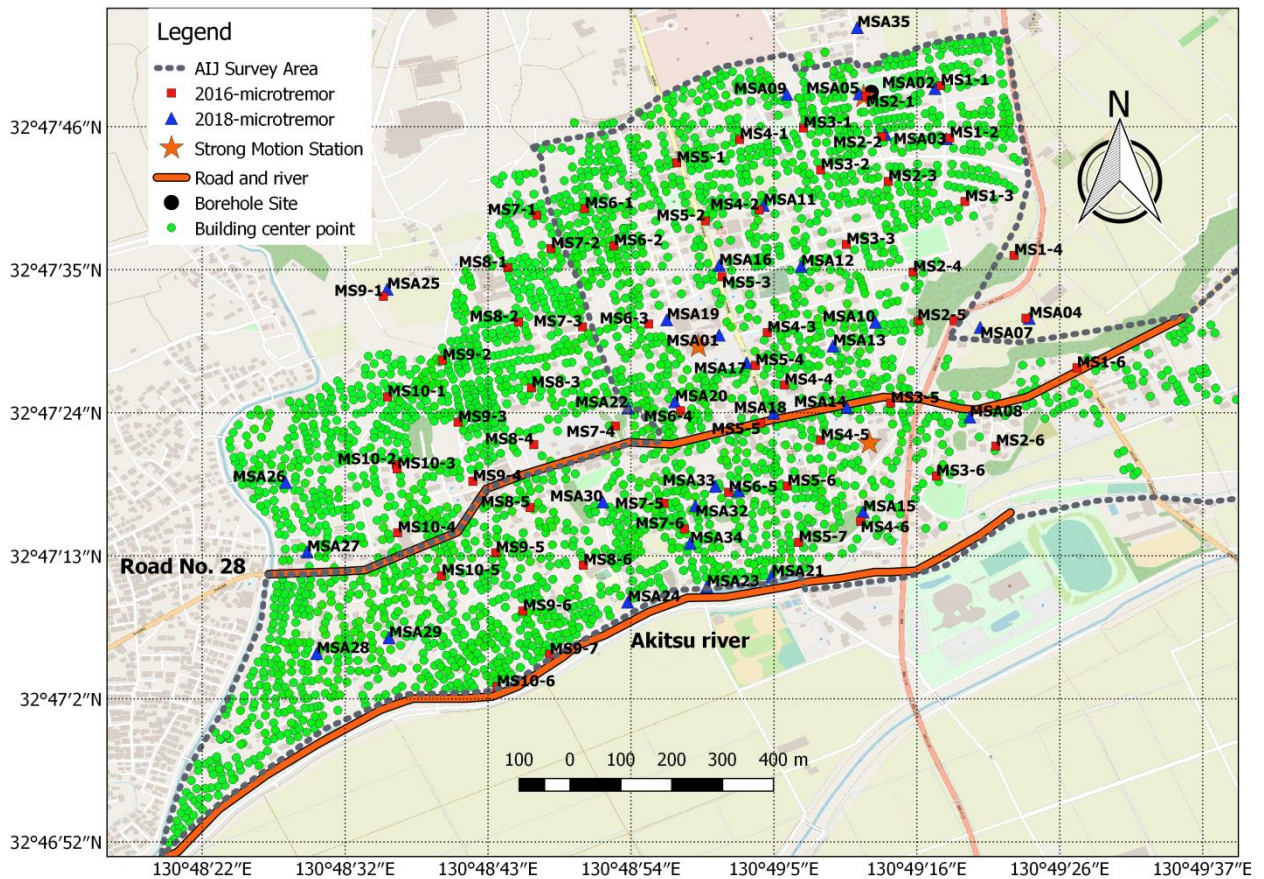 Legend
AIJ Survey Area
2016-microtremor
2018-microtremor
Strong Motion Station
Road and river
Borehole Site
Building center point
N
MSA35
MSA09
MSA05
MSA02
MS1-1
MS2-1
32°47′46″N
MS4-1
MS3-1
MS2-2
MSA03
MS1-2
MS5-1
MS3-2
MS2-3
MS7-1
MS6-1
MS5-2
MS4-2
MSA11
MS1-3
MS7-2
MS6-2
MS3-3
MS1-4
32°47′35″N
MS8-1
MSA16
MSA12
MS2-4
MS9-1
MSA25
MS5-3
MS8-2
MS7-3
MS6-3
MSA19
MS4-3
MSA10
MS2-5
MSA04
MSA01
MSA13
MSA07
MS9-2
MSA17
MS5-4
MS1-6
MS10-1
MS8-3
MS4-4
32°47′24″N
MSA22
MSA20
MS6-4
MSA18
MSA14
MS3-5
MSA08
MS9-3
MS7-4
MS5-5
MS8-4
MS4-5
MS2-6
MS10-2
MS10-3
MSA26
MS9-4
MSA33
MS6-5
MS5-6
MS3-6
MS8-5
MSA30
MS7-5
MSA32
MSA15
MS10-4
MS7-6
MS4-6
MSA27
MS9-5
MSA34
MS5-7
32°47′13″N
Road No. 28
MS10-5
MS8-6
MSA23
MSA21
MS9-6
MSA24
MSA28
MSA29
MS9-7
Akitsu river
MS10-6
32°47′2″N
100 0 100 200 300 400 m
32°46′52″N
130°48′22″E 130°48′32″E 130°48′43″E 130°48′54″E 130°49′5″E 130°49′16″E 130°49′26″E 130°49′37″E